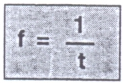 f = 1/t